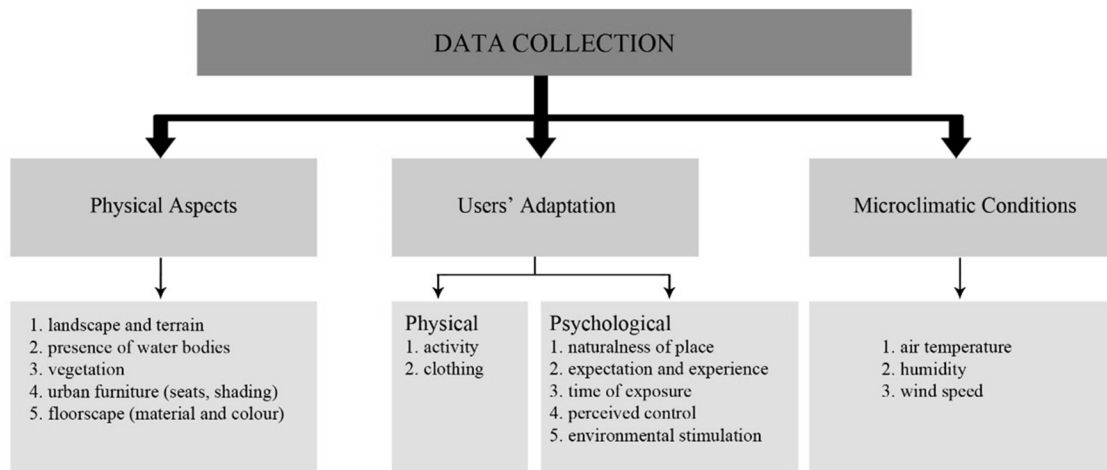 DATA COLLECTION
Physical Aspects
1. landscape and terrain
2. presence of water bodies
3. vegetation
4. urban furniture (seats, shading)
5. floorscape (material and colour)
Users’ Adaptation
Physical
1. activity
2. clothing
Psychological
1. naturalness of place
2. expectation and experience
3. time of exposure
4. perceived control
5. environmental stimulation
Microclimatic Conditions
1. air temperature
2. humidity
3. wind speed